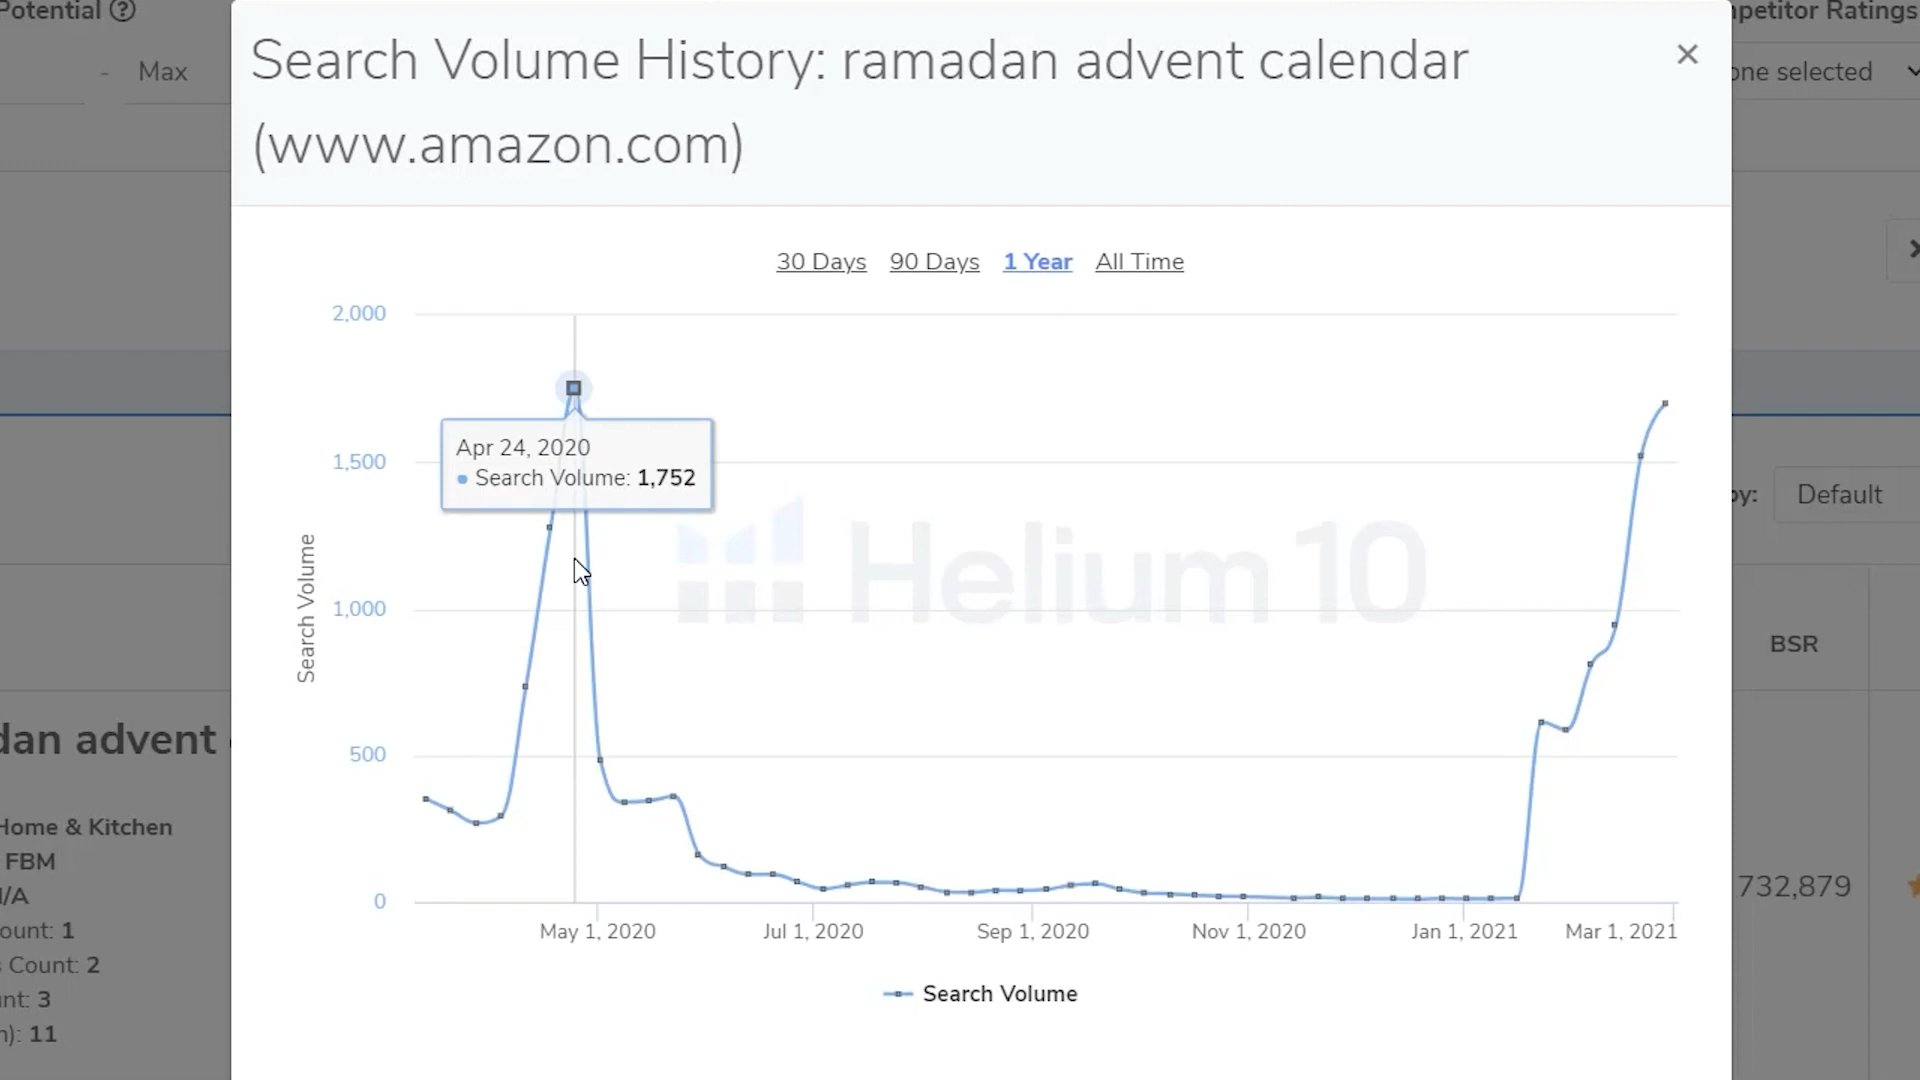 Potential ?
petitor Ratings
- Max
one selected
Search Volume History: ramadan advent calendar
(www.amazon.com)
30 Days 90 Days 1 Year All Time
2,000
1,500
1,000
500
0
Search Volume
Apr 24, 2020
Search Volume: 1,752
Helium 10
May 1, 2020 Jul 1, 2020 Sep 1, 2020 Nov 1, 2020 Jan 1, 2021 Mar 1, 2021
Search Volume
by: Default
BSR
dan advent
Home & Kitchen
FBM
N/A
ount: 1
s Count: 2
nt: 3
n): 11
732,879